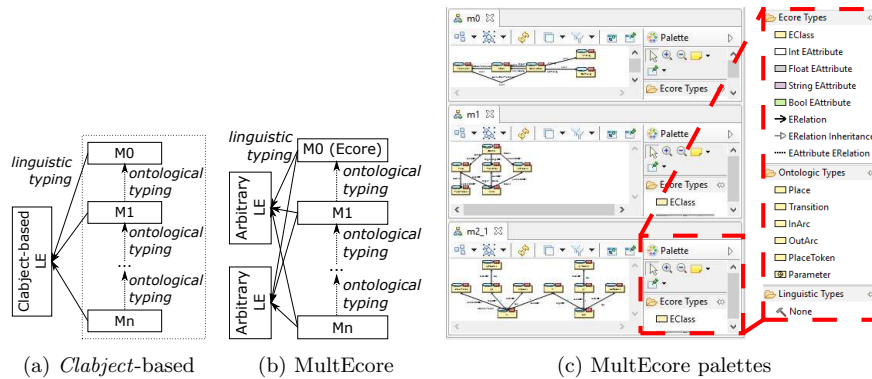 M0
linguistic
typing
ontological
typing
M1
Clabject-based
LE
ontological
typing
...
ontological
typing
Mn
(a) Clabject-based
linguistic
typing
M0 (Ecore)
ontological
typing
Arbitrary
LE
M1
ontological
typing
Arbitrary
LE
...
ontological
typing
Mn
(b) MultEcore
m0
Palette
Ecore Types
m1
Palette
Ecore Types
EClass
m2_1
Palette
Ecore Types
EClass
Ecore Types
EClass
Int EAttribute
Float EAttribute
String EAttribute
Bool EAttribute
ERelation
ERelation Inheritance
EAttribute ERelation
Ontologic Types
Place
Transition
InArc
OutArc
PlaceToken
Parameter
Linguistic Types
None
(c) MultEcore palettes